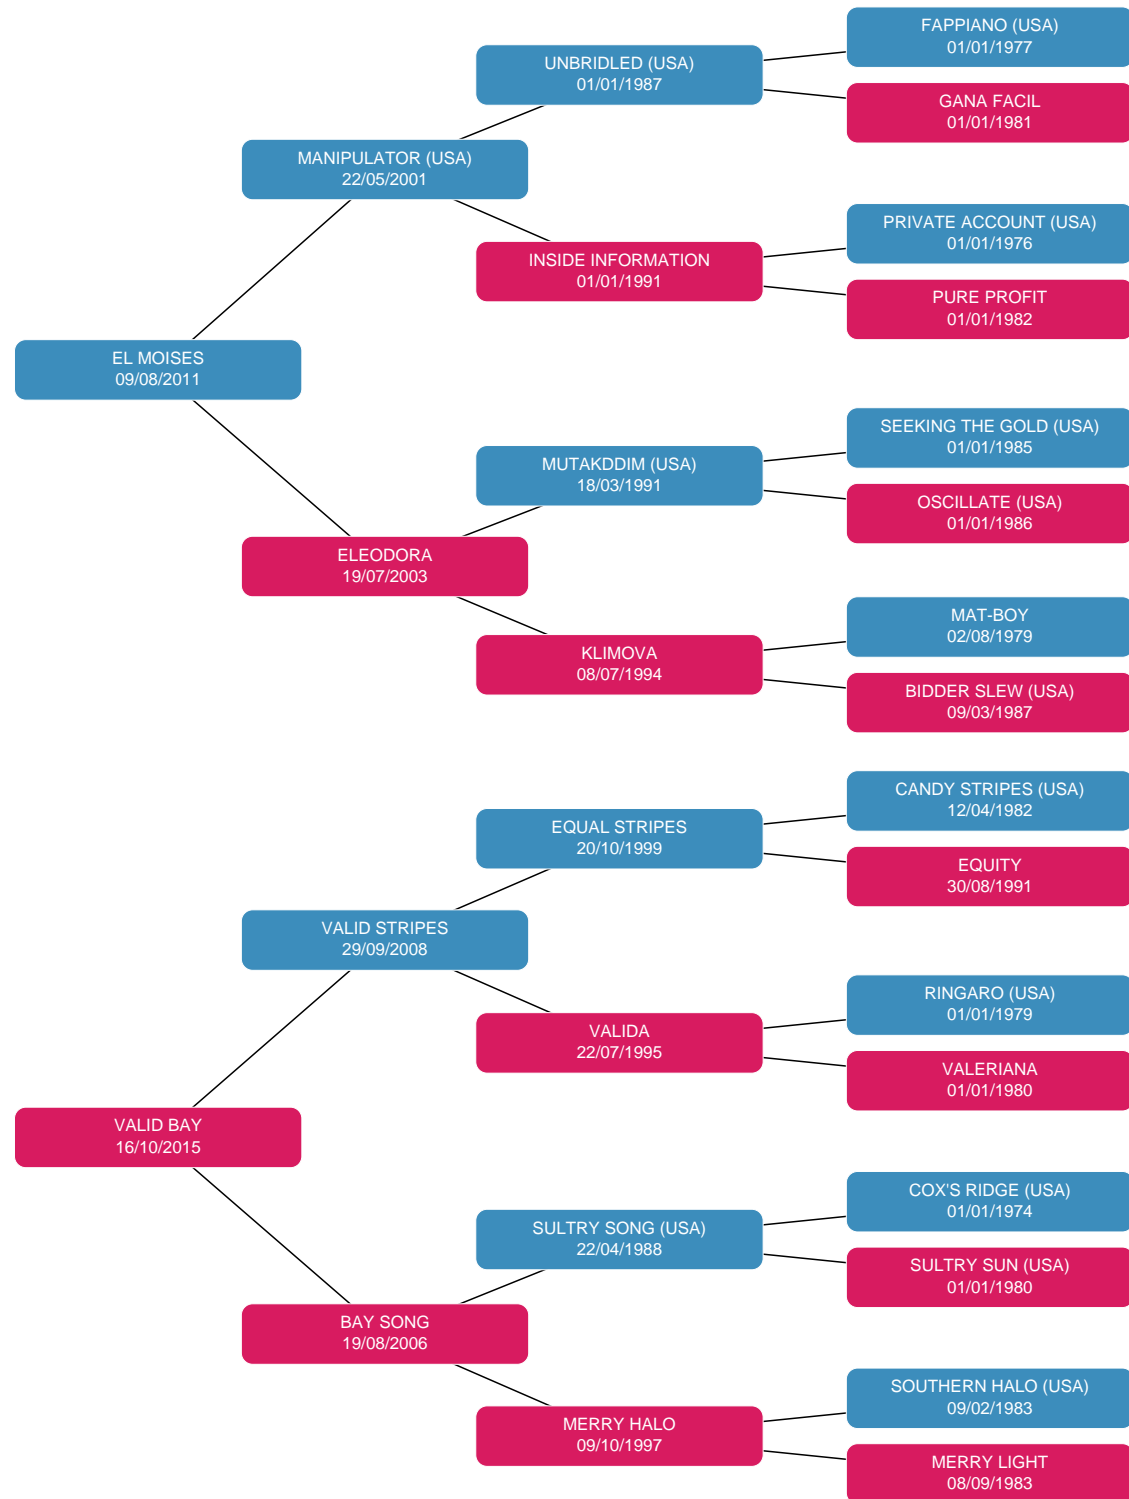 FAPPIANO (USA)
01/01/1977
UNBRIDLED (USA)
01/01/1987
GANA FACIL
01/01/1981
MANIPULATOR (USA)
22/05/2001
PRIVATE ACCOUNT (USA)
01/01/1976
INSIDE INFORMATION
01/01/1991
PURE PROFIT
01/01/1982
EL MOISES
09/08/2011
SEEKING THE GOLD (USA)
01/01/1985
MUTAKDDIM (USA)
18/03/1991
OSCILLATE (USA)
01/01/1986
ELEODORA
19/07/2003
MAT-BOY
02/08/1979
KLIMOVA
08/07/1994
BIDDER SLEW (USA)
09/03/1987
CANDY STRIPES (USA)
12/04/1982
EQUAL STRIPES
20/10/1999
EQUITY
30/08/1991
VALID STRIPES
29/09/2008
RINGARO (USA)
01/01/1979
VALIDA
22/07/1995
VALERIANA
01/01/1980
VALID BAY
16/10/2015
COX'S RIDGE (USA)
01/01/1974
SULTRY SONG (USA)
22/04/1988
SULTRY SUN (USA)
01/01/1980
BAY SONG
19/08/2006
SOUTHERN HALO (USA)
09/02/1983
MERRY HALO
09/10/1997
MERRY LIGHT
08/09/1983